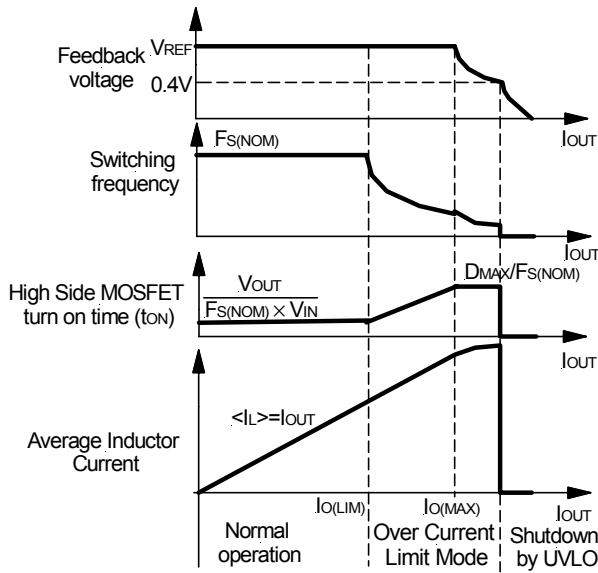 Feedback
voltage
VREF
0.4V
IOUT
Switching
frequency
FS(NOM)
IOUT
High Side MOSFET
turn on time (tON)
VOUT
FS(NOM) × VIN
DMAX/FS(NOM)
IOUT
Average Inductor
Current
<IL>=IOUT
IO(LIM)
IO(MAX)
IOUT
Normal
operation
Over Current
Limit Mode
Shutdown
by UVLO